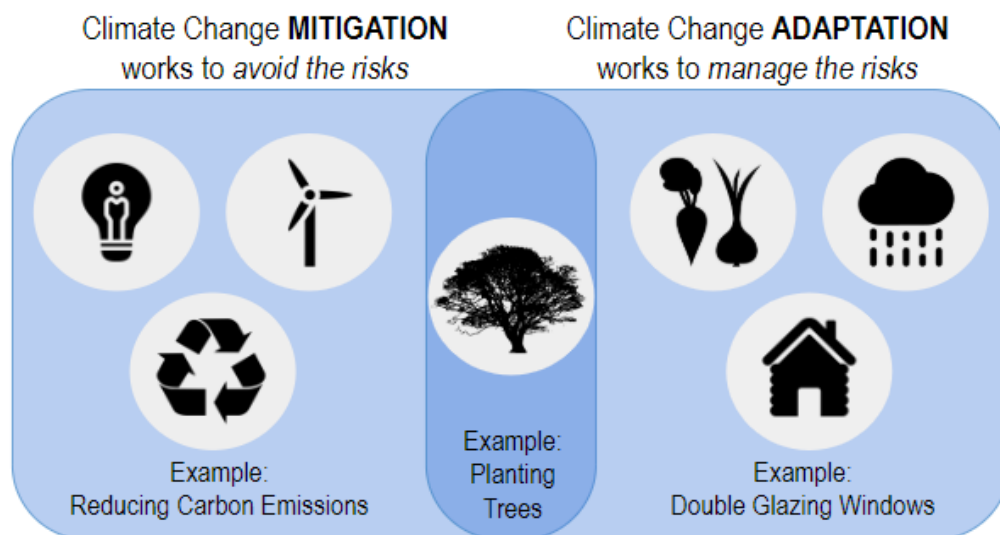 Climate Change MITIGATION
works to avoid the risks
Climate Change ADAPTATION
works to manage the risks
Example:
Reducing Carbon Emissions
Example:
Planting
Trees
Example:
Double Glazing Windows